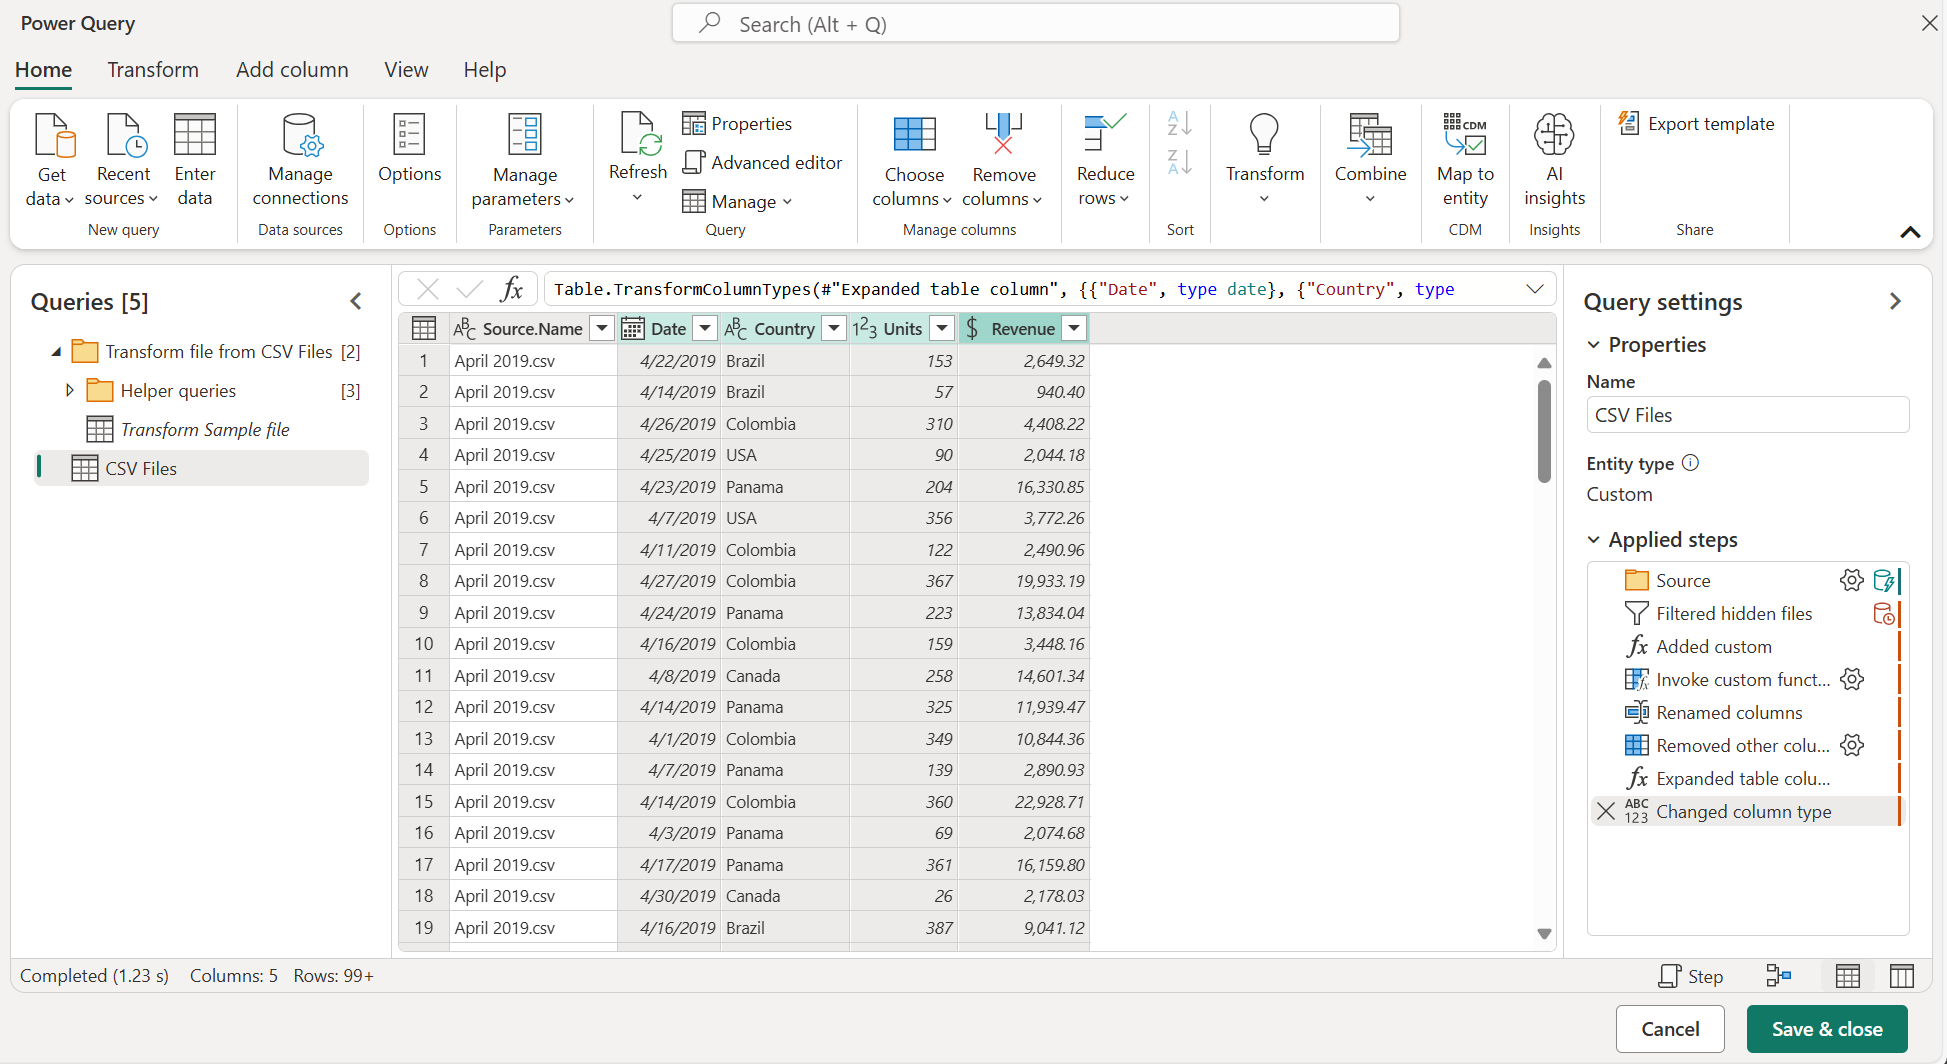 Power Query
Search (Alt + Q)
Home Transform Add column View Help
Get data
Recent sources
Enter data
New query
Manage connections
Data sources
Options
Options
Manage parameters
Parameters
Refresh
Properties
Advanced editor
Manage
Query
Choose columns
Remove columns
Manage columns
Reduce rows
A Z
Z A
Sort
Transform
Combine
CDM
Map to entity
CDM
AI insights
Insights
Export template
Share
Queries [5]
Transform file from CSV Files [2]
Helper queries [3]
Transform Sample file
CSV Files
fx Table.TransformColumnTypes(#"Expanded table column", {{"Date", type date}, {"Country", type
ABC Source.Name Date ABC Country 123 Units $ Revenue
1 April 2019.csv 4/22/2019 Brazil 153 2,649.32
2 April 2019.csv 4/14/2019 Brazil 57 940.40
3 April 2019.csv 4/26/2019 Colombia 310 4,408.22
4 April 2019.csv 4/25/2019 USA 90 2,044.18
5 April 2019.csv 4/23/2019 Panama 204 16,330.85
6 April 2019.csv 4/7/2019 USA 356 3,772.26
7 April 2019.csv 4/11/2019 Colombia 122 2,490.96
8 April 2019.csv 4/27/2019 Colombia 367 19,933.19
9 April 2019.csv 4/24/2019 Panama 223 13,834.04
10 April 2019.csv 4/16/2019 Colombia 159 3,448.16
11 April 2019.csv 4/8/2019 Canada 258 14,601.34
12 April 2019.csv 4/14/2019 Panama 325 11,939.47
13 April 2019.csv 4/1/2019 Colombia 349 10,844.36
14 April 2019.csv 4/7/2019 Panama 139 2,890.93
15 April 2019.csv 4/14/2019 Colombia 360 22,928.71
16 April 2019.csv 4/3/2019 Panama 69 2,074.68
17 April 2019.csv 4/17/2019 Panama 361 16,159.80
18 April 2019.csv 4/30/2019 Canada 26 2,178.03
19 April 2019.csv 4/16/2019 Brazil 387 9,041.12
Query settings
Properties
Name
CSV Files
Entity type
Custom
Applied steps
Source
Filtered hidden files
fx Added custom
Invoke custom funct...
Renamed columns
Removed other colu...
fx Expanded table colu...
ABC 123 Changed column type
Completed (1.23 s) Columns: 5 Rows: 99+
Step
Cancel
Save & close